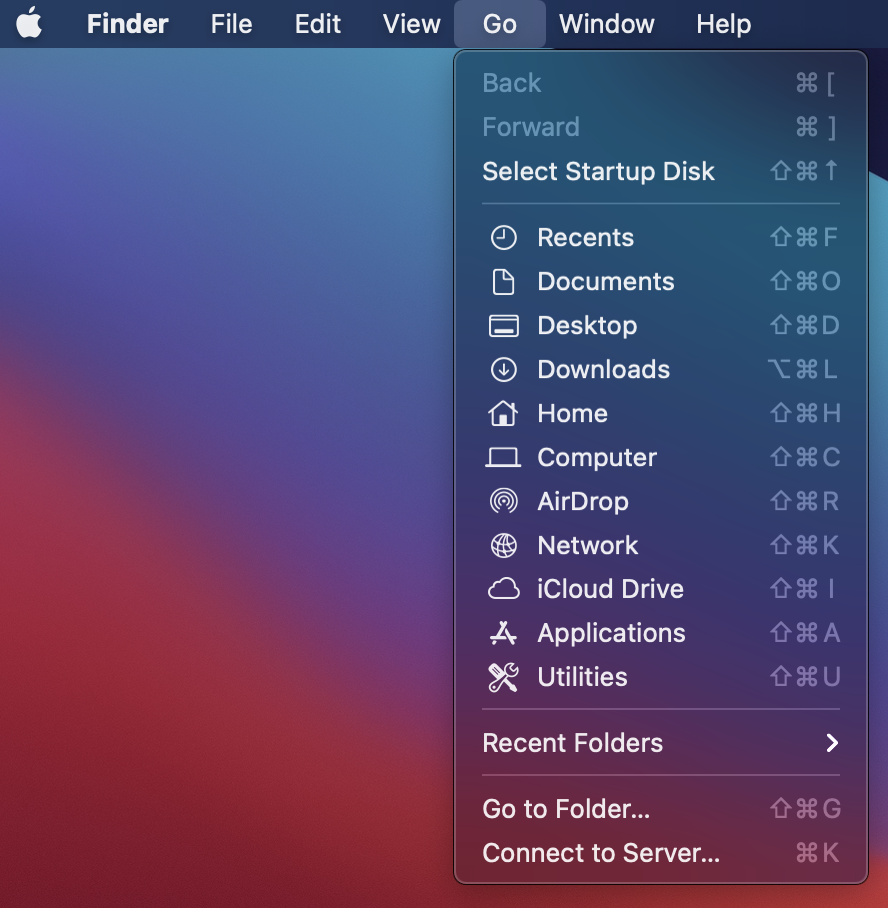 Finder File Edit View Go Window Help
Back ⌘ [
Forward ⌘ ]
Select Startup Disk ⇧⌘↑
Recents ⇧⌘F
Documents ⇧⌘O
Desktop ⇧⌘D
Downloads ⌥⌘L
Home ⇧⌘H
Computer ⇧⌘C
AirDrop ⇧⌘R
Network ⇧⌘K
iCloud Drive ⇧⌘I
Applications ⇧⌘A
Utilities ⇧⌘U
Recent Folders
Go to Folder... ⇧⌘G
Connect to Server... ⌘K